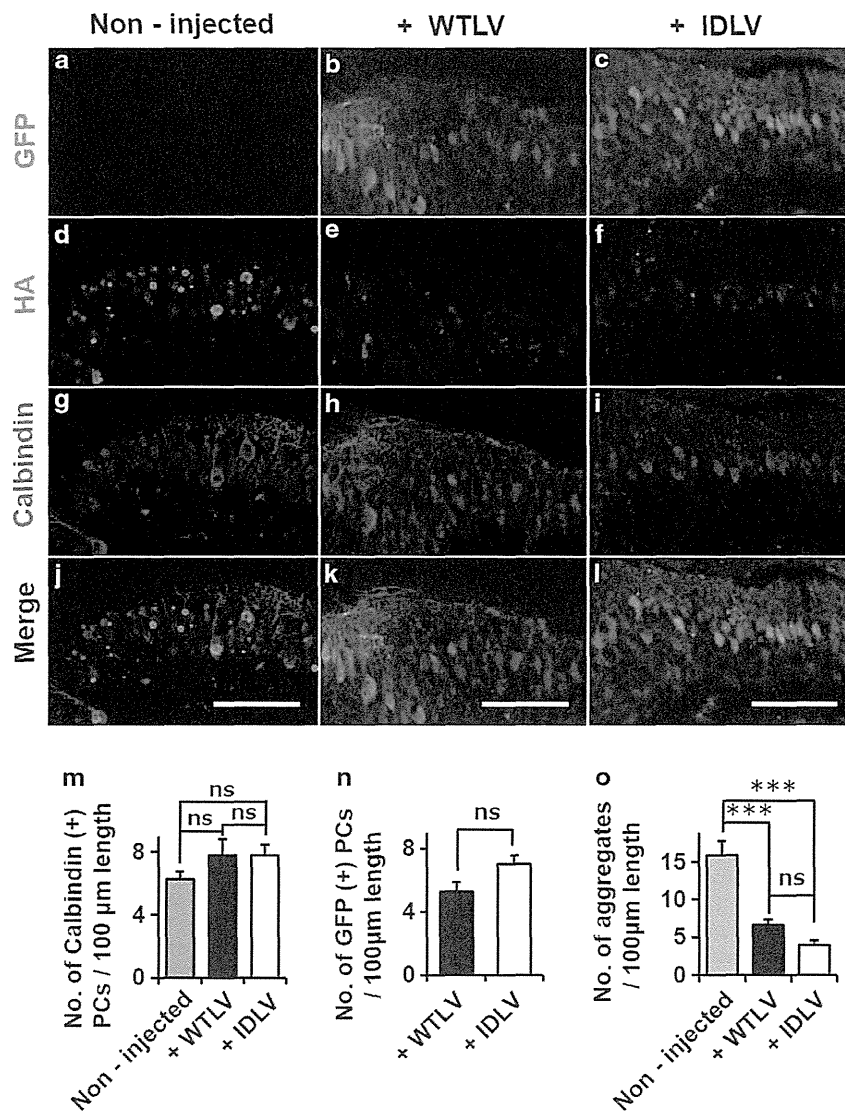 Non - injected
+ WTLV
+ IDLV
GFP
a
b
c
HA
d
e
f
Calbindin
g
h
i
Merge
j
k
l
m
No. of Calbindin (+)
PCs / 100 μm length
8
4
0
ns
ns
ns
Non - injected
+ WTLV
+ IDLV
n
No. of GFP (+) PCs
/ 100μm length
8
4
0
ns
+ WTLV
+ IDLV
o
No. of aggregates
/ 100μm length
15
10
5
0
***
***
ns
Non - injected
+ WTLV
+ IDLV